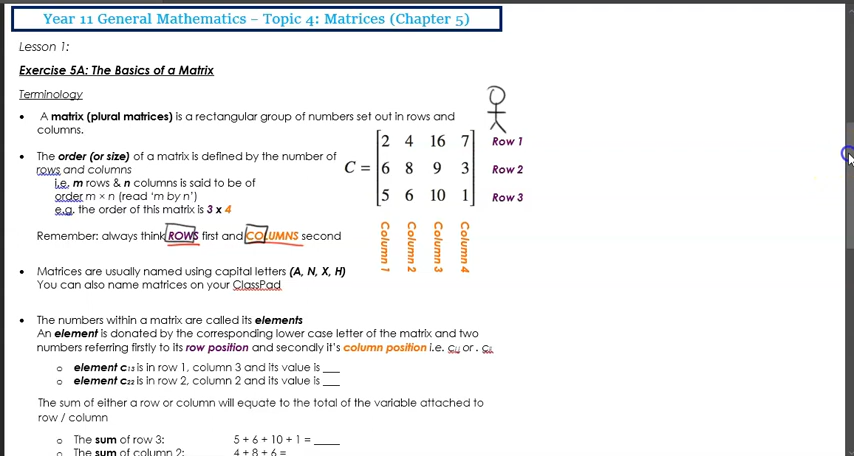 Year 11 General Mathematics – Topic 4: Matrices (Chapter 5)
Lesson 1:
Exercise 5A: The Basics of a Matrix
Terminology
• A matrix (plural matrices) is a rectangular group of numbers set out in rows and
columns.
• The order (or size) of a matrix is defined by the number of
rows and columns
i.e. m rows & n columns is said to be of
order m × n (read ‘m by n’)
e.g. the order of this matrix is 3 x 4
Remember: always think ROWS first and COLUMNS second
C =
2 4 16 7 Row 1
6 8 9 3 Row 2
5 6 10 1 Row 3
Column 1
Column 2
Column 3
Column 4
• Matrices are usually named using capital letters (A, N, X, H)
You can also name matrices on your ClassPad
• The numbers within a matrix are called its elements
An element is donated by the corresponding lower case letter of the matrix and two
numbers referring firstly to its row position and secondly it’s column position i.e. or .
o element c13 is in row 1, column 3 and its value is ___
o element c22 is in row 2, column 2 and its value is ___
The sum of either a row or column will equate to the total of the variable attached to
row / column
o The sum of row 3: 5 + 6 + 10 + 1 = _____
o The sum of column 2: 4 + 8 + 6 =